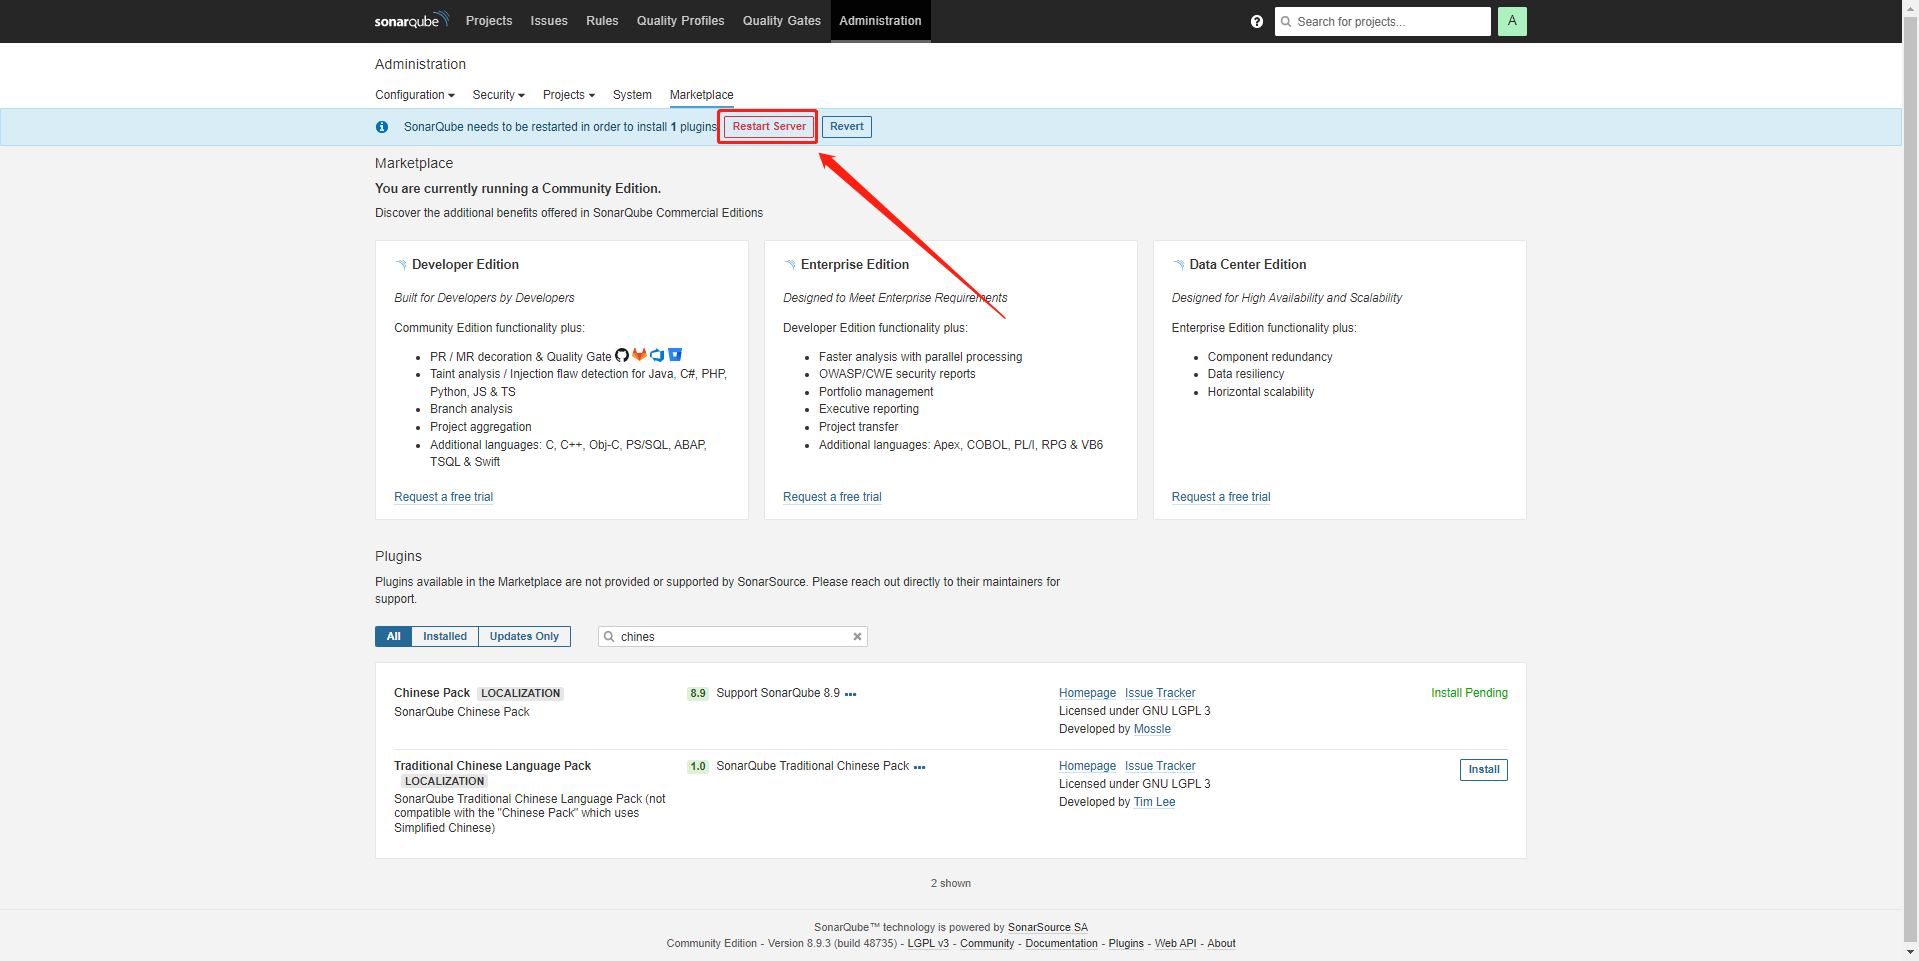 sonarqube Projects Issues Rules Quality Profiles Quality Gates Administration Search for projects... A
Administration
Configuration Security Projects System Marketplace
SonarQube needs to be restarted in order to install 1 plugins Restart Server Revert
Marketplace
You are currently running a Community Edition.
Discover the additional benefits offered in SonarQube Commercial Editions
Developer Edition
Built for Developers by Developers
Community Edition functionality plus:
PR / MR decoration & Quality Gate
Taint analysis / Injection flaw detection for Java, C#, PHP,
Python, JS & TS
Branch analysis
Project aggregation
Additional languages: C, C++, Obj-C, PS/SQL, ABAP,
TSQL & Swift
Request a free trial
Enterprise Edition
Designed to Meet Enterprise Requirements
Developer Edition functionality plus:
Faster analysis with parallel processing
OWASP/CWE security reports
Portfolio management
Executive reporting
Project transfer
Additional languages: Apex, COBOL, PL/I, RPG & VB6
Request a free trial
Data Center Edition
Designed for High Availability and Scalability
Enterprise Edition functionality plus:
Component redundancy
Data resiliency
Horizontal scalability
Request a free trial
Plugins
Plugins available in the Marketplace are not provided or supported by SonarSource. Please reach out directly to their maintainers for
support.
All Installed Updates Only chines
Chinese Pack LOCALIZATION
SonarQube Chinese Pack
8.9 Support SonarQube 8.9 •••
Homepage Issue Tracker
Licensed under GNU LGPL 3
Developed by Mossle
Install Pending
Traditional Chinese Language Pack
LOCALIZATION
SonarQube Traditional Chinese Language Pack (not
compatible with the "Chinese Pack" which uses
Simplified Chinese)
1.0 SonarQube Traditional Chinese Pack •••
Homepage Issue Tracker
Licensed under GNU LGPL 3
Developed by Tim Lee
Install
2 shown
SonarQube™ technology is powered by SonarSource SA
Community Edition - Version 8.9.3 (build 48735) - LGPL v3 - Community - Documentation - Plugins - Web API - About